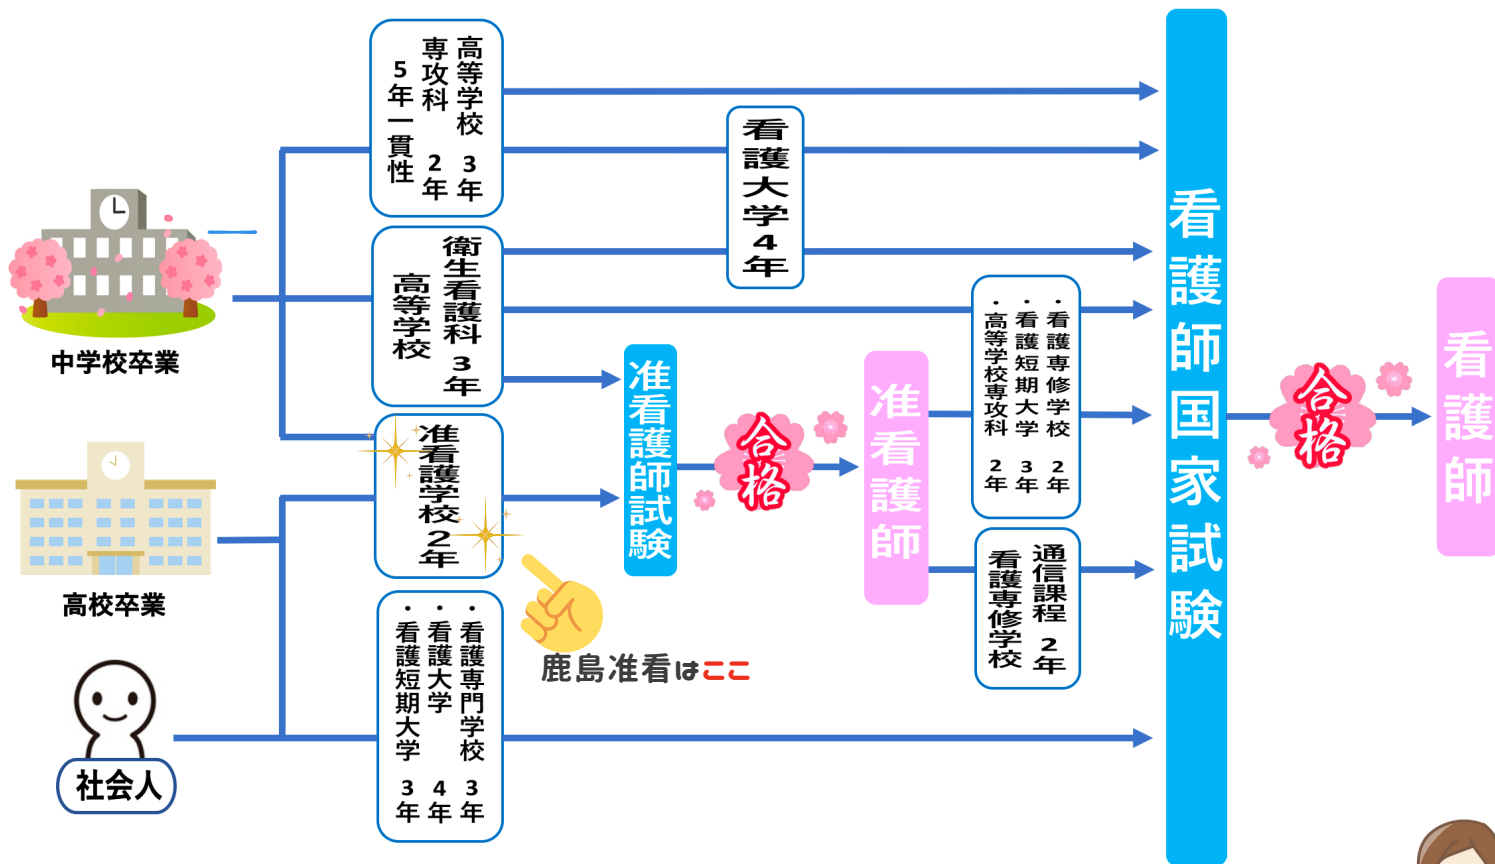 中学校卒業
高校卒業
社会人
高等学校 3年
専攻科 2年
5年一貫性
衛生看護科 3年
高等学校
准看護学校 2年
・看護専門学校 3年
・看護大学 4年
・看護短期大学 3年
鹿島准看はここ
看護大学 4年
准看護師試験
合格
准看護師
・看護専修学校 2年
・看護短期大学 3年
・高等学校専攻科 2年
通信課程 2年
看護専修学校
看護師国家試験
合格
看護師